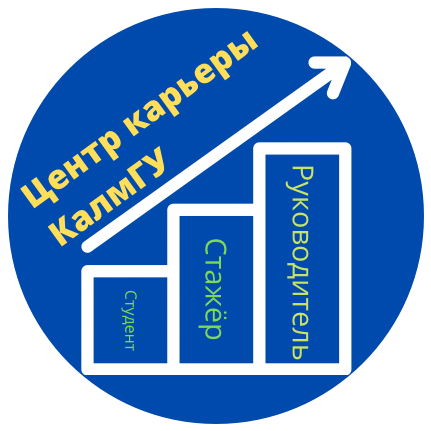 Центр карьеры
КалмГУ
Студент
Стажёр
Руководитель